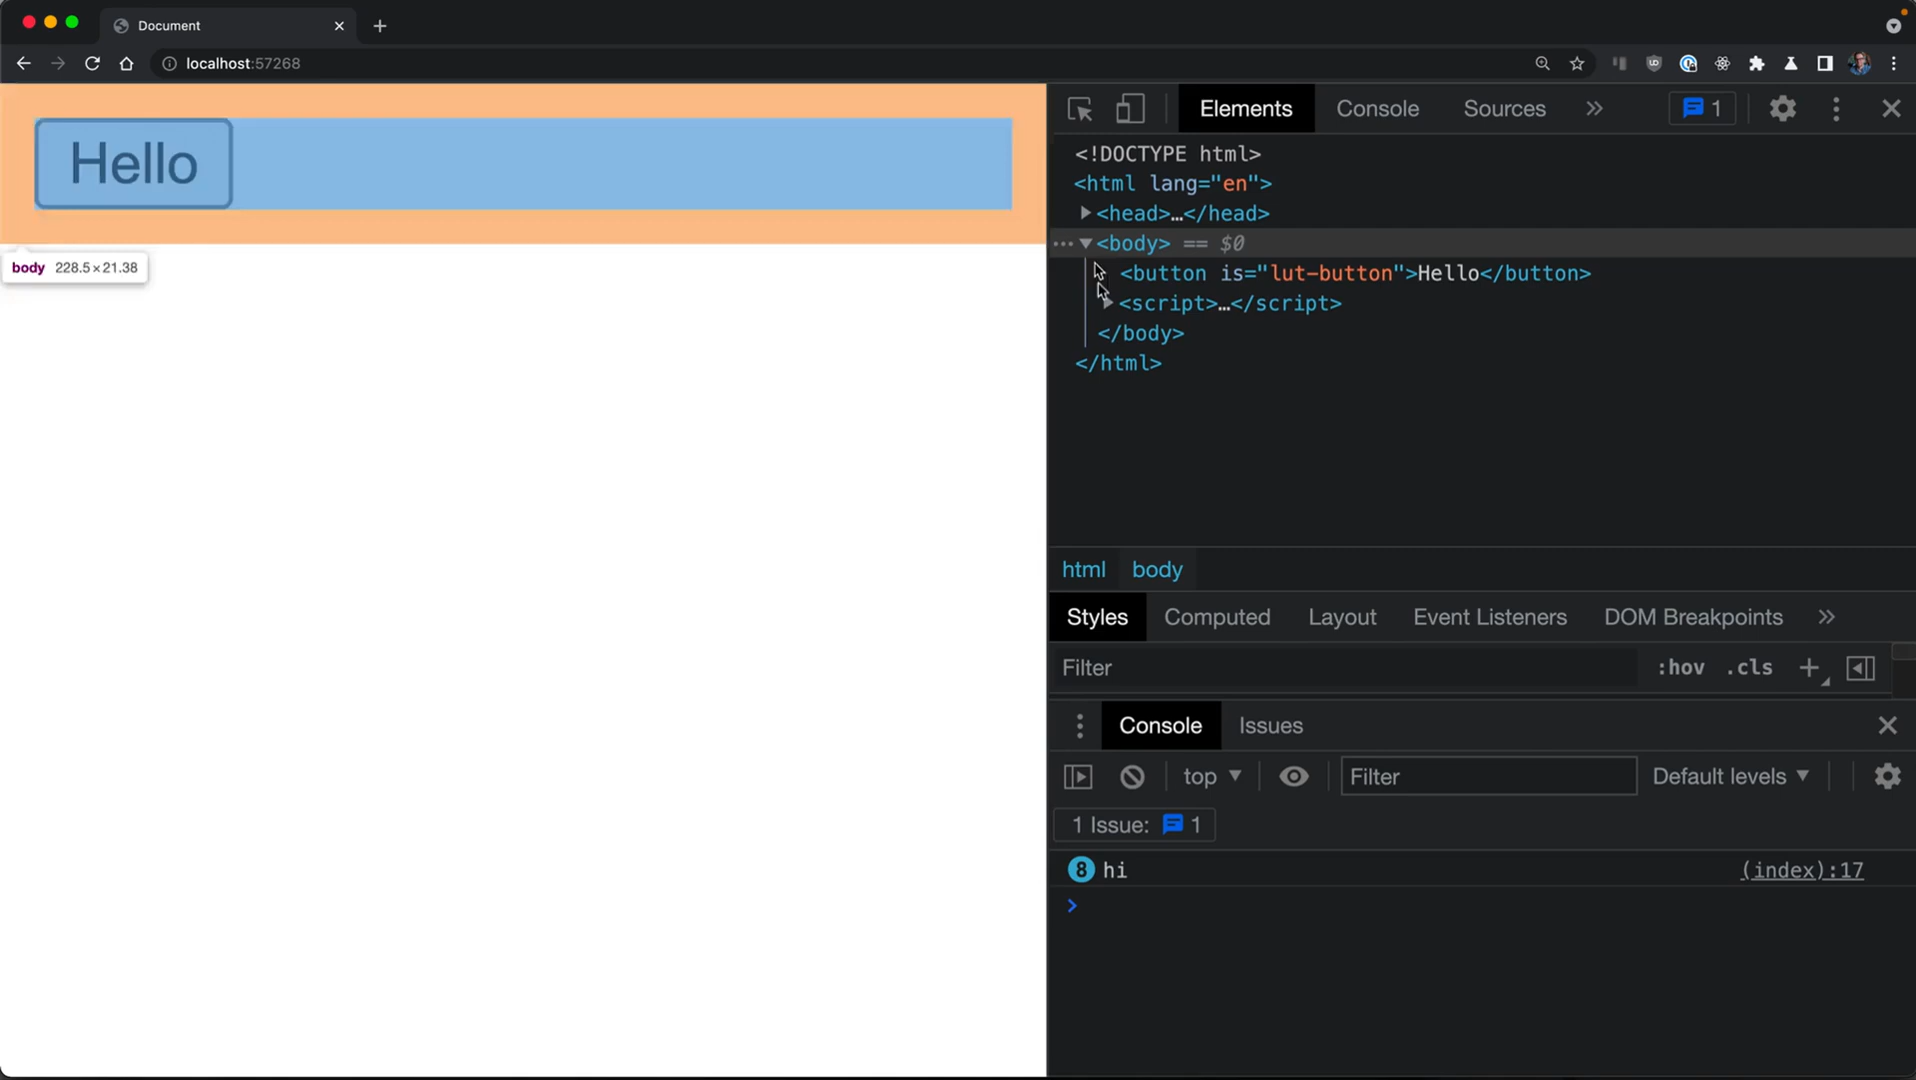 Document
localhost:57268
Hello
body 228.5×21.38
Elements Console Sources » 1
<!DOCTYPE html>
<html lang="en">
<head>…</head>
<body> == $0
<button is="lut-button">Hello</button>
<script>…</script>
</body>
</html>
html body
Styles Computed Layout Event Listeners DOM Breakpoints »
Filter :hov .cls +
Console Issues
top Filter Default levels
1 Issue: 1
8 hi (index):17
>